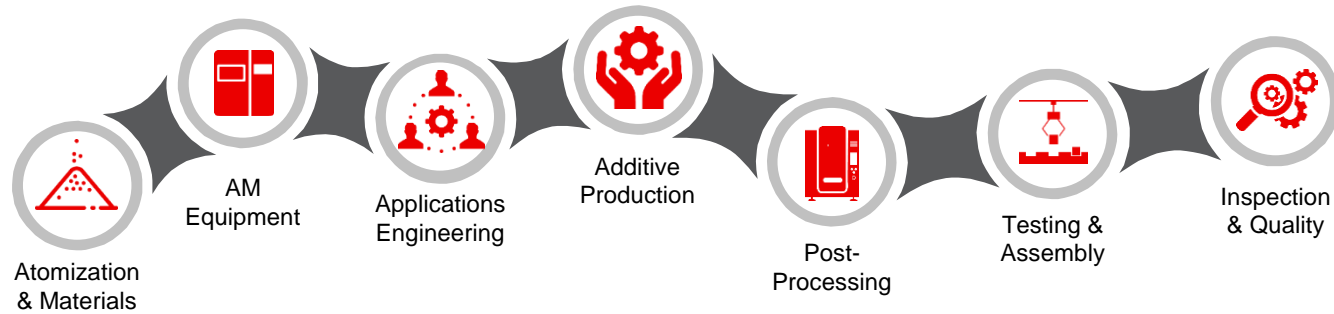 Atomization
& Materials
AM
Equipment
Applications
Engineering
Additive
Production
Post-
Processing
Testing &
Assembly
Inspection
& Quality